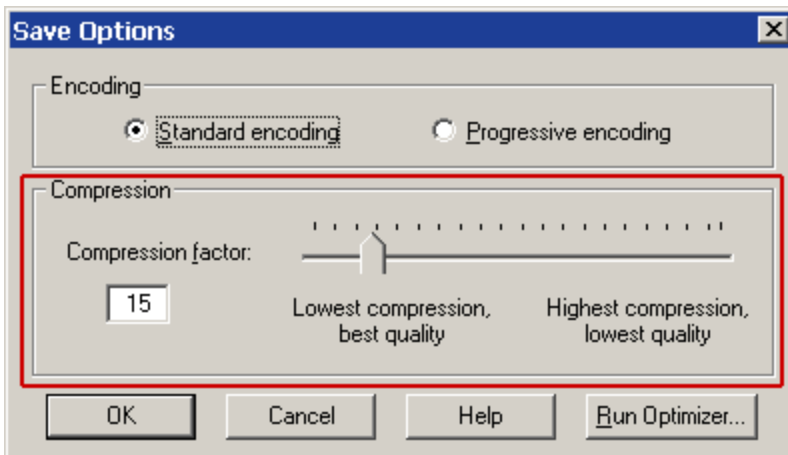 Save Options
Encoding
Standard encoding
Progressive encoding
Compression
Compression factor:
15
Lowest compression,
best quality
Highest compression,
lowest quality
OK
Cancel
Help
Run Optimizer...